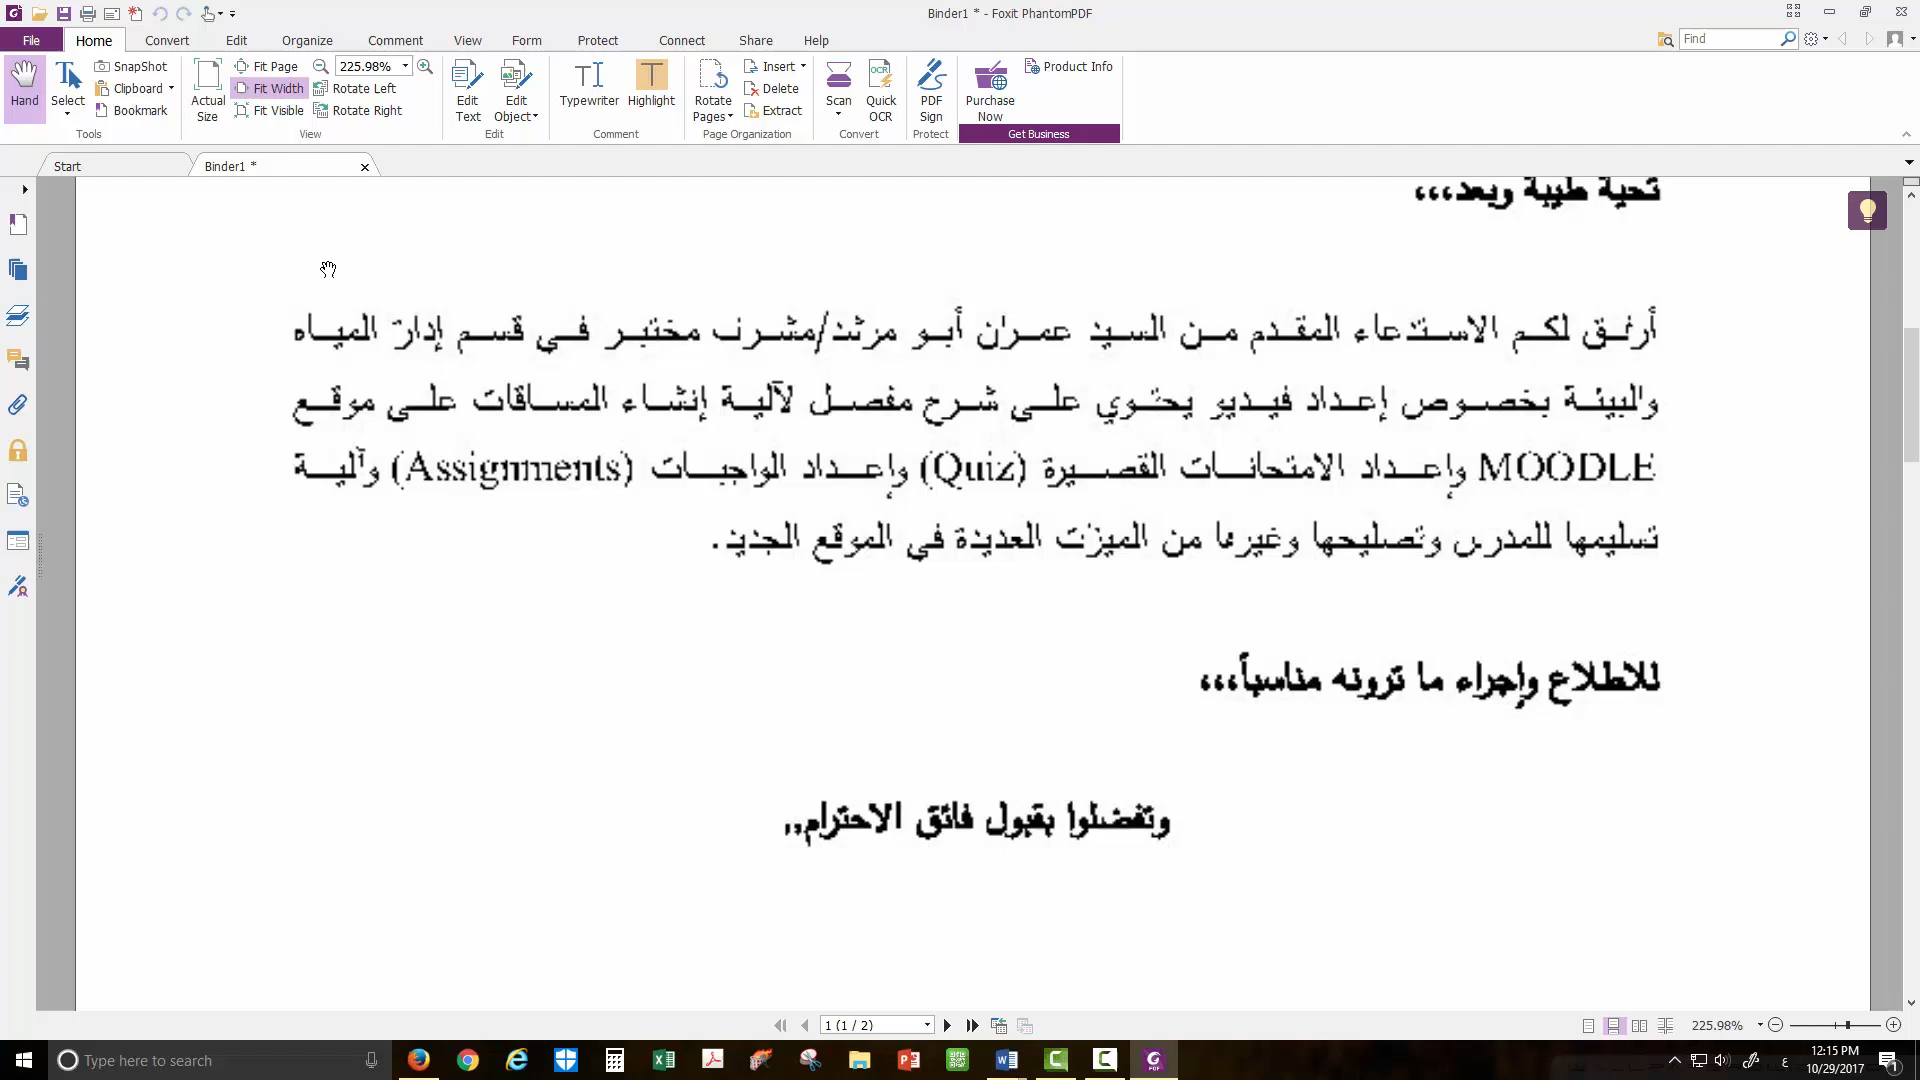 Binder1 * - Foxit PhantomPDF
File Home Convert Edit Organize Comment View Form Protect Connect Share Help Find
Hand Select SnapShot Clipboard Bookmark Tools
Actual Size Fit Page Fit Width Fit Visible 225.98% Rotate Left Rotate Right View
Edit Text Edit Object Edit
Typewriter Highlight Comment
Rotate Pages Insert Delete Extract Page Organization
Scan Quick OCR Convert
PDF Sign Protect
Purchase Now Product Info Get Business
Start Binder1 *
تحية طيبة وبعد،،،
أرفق لكم الاستدعاء المقدم من السيد عمران أبو مرثد/مشرف مختبر في قسم إدارة المياه
والبيئة بخصوص إعداد فيديو يحتوي على شرح مفصل لآلية إنشاء المساقات على موقع
MOODLE وإعداد الامتحانات القصيرة (Quiz) وإعداد الواجبات (Assignments) وآلية
تسليمها للمدرس وتصليحها وغيرها من الميزات العديدة في الموقع الجديد.
للاطلاع وإجراء ما ترونه مناسباً،،،
وتفضلوا بقبول فائق الاحترام,,
1 (1 / 2) 225.98%
Type here to search
ع
12:15 PM
10/29/2017